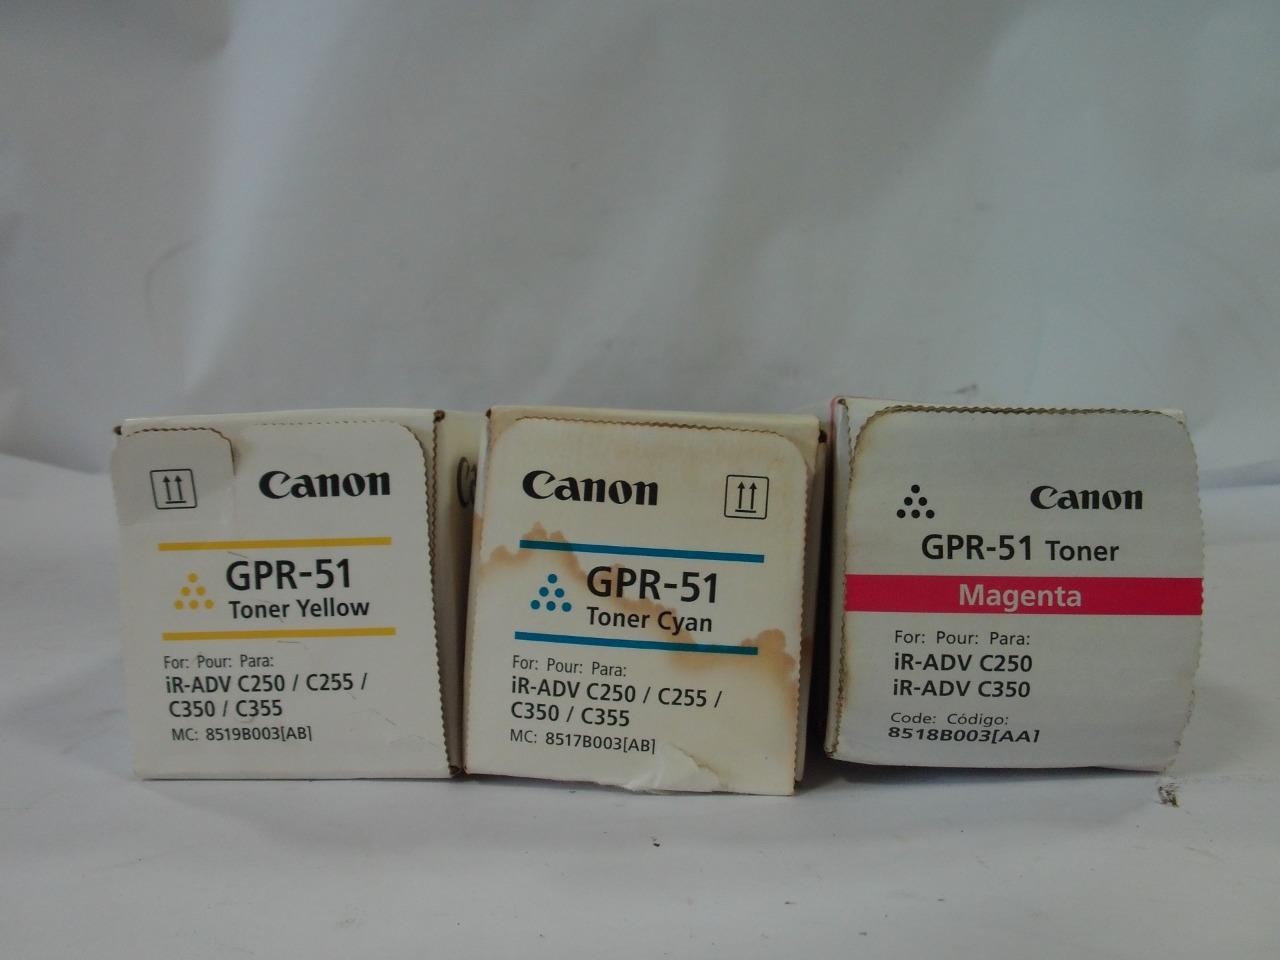 Canon
GPR-51
Toner Yellow
For: Pour: Para:
iR-ADV C250 / C255 /
C350 / C355
MC: 8519B003[AB]
Ca
Canon
GPR-51
Toner Cyan
For: Pour: Para:
iR-ADV C250 / C255 /
C350 / C355
MC: 8517B003[AB]
Canon
GPR-51 Toner
Magenta
For: Pour: Para:
iR-ADV C250
iR-ADV C350
Code: Código:
8518B003[AA]